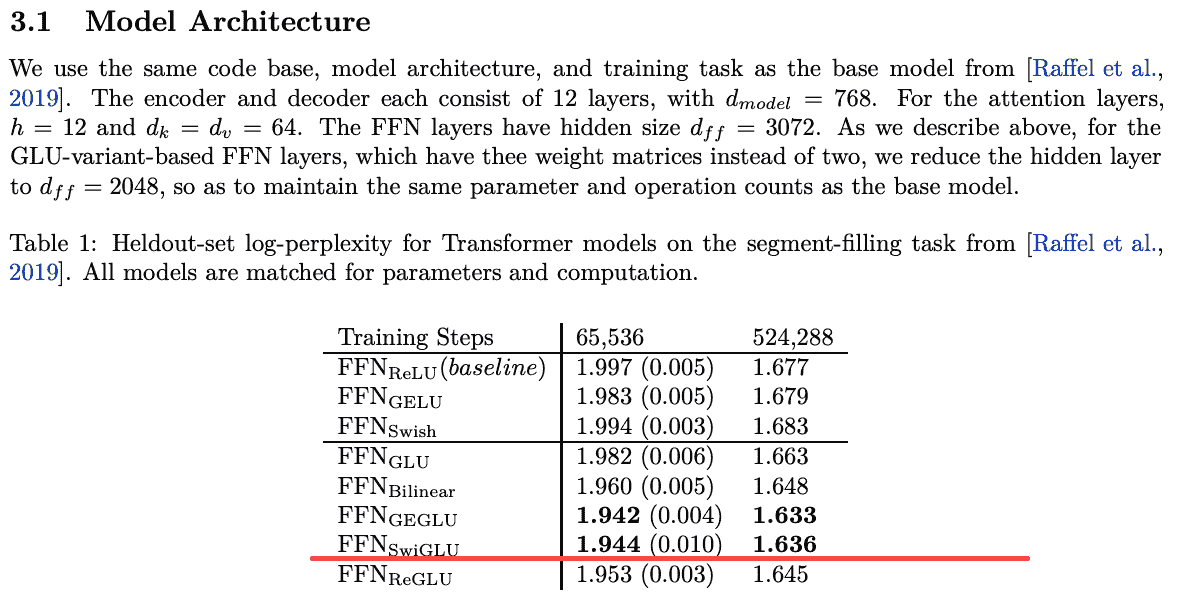 3.1 Model Architecture
We use the same code base, model architecture, and training task as the base model from [Raffel et al.,
2019]. The encoder and decoder each consist of 12 layers, with d_model = 768. For the attention layers,
h = 12 and d_k = d_v = 64. The FFN layers have hidden size d_ff = 3072. As we describe above, for the
GLU-variant-based FFN layers, which have thee weight matrices instead of two, we reduce the hidden layer
to d_ff = 2048, so as to maintain the same parameter and operation counts as the base model.
Table 1: Heldout-set log-perplexity for Transformer models on the segment-filling task from [Raffel et al.,
2019]. All models are matched for parameters and computation.
Training Steps 65,536 524,288
FFN_ReLU(baseline) 1.997 (0.005) 1.677
FFN_GELU 1.983 (0.005) 1.679
FFN_Swish 1.994 (0.003) 1.683
FFN_GLU 1.982 (0.006) 1.663
FFN_Bilinear 1.960 (0.005) 1.648
FFN_GEGLU 1.942 (0.004) 1.633
FFN_SwiGLU 1.944 (0.010) 1.636
FFN_ReGLU 1.953 (0.003) 1.645